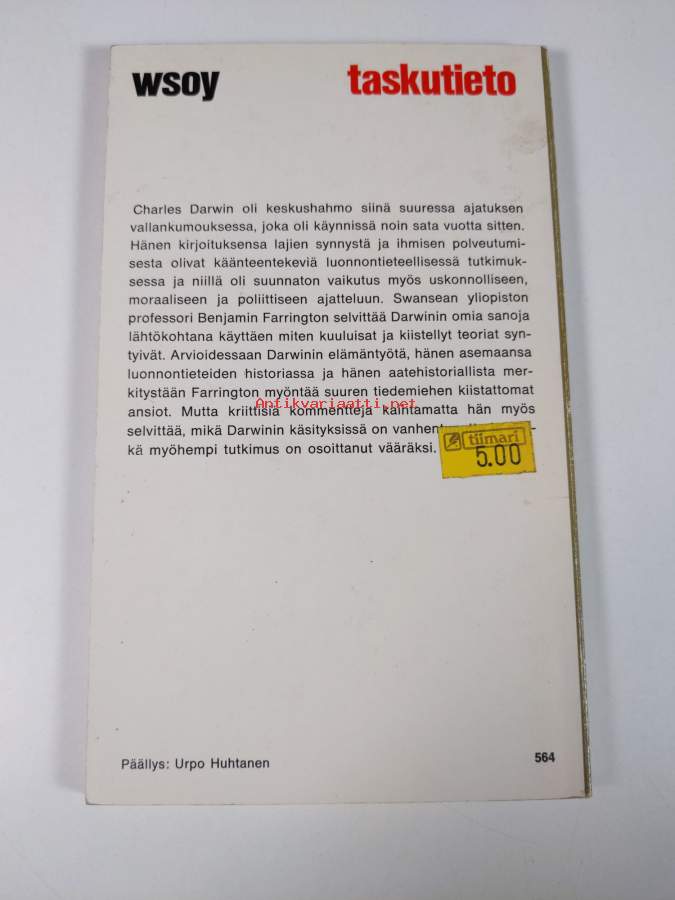 wsoy taskutieto
Charles Darwin oli keskushahmo siinä suuressa ajatuksen
vallankumouksessa, joka oli käynnissä noin sata vuotta sitten.
Hänen kirjoituksensa lajien synnystä ja ihmisen polveutumi-
sesta olivat käänteentekeviä luonnontieteellisessä tutkimuk-
sessa ja niillä oli suunnaton vaikutus myös uskonnolliseen,
moraaliseen ja poliittiseen ajatteluun. Swansean yliopiston
professori Benjamin Farrington selvittää Darwinin omia sanoja
lähtökohtana käyttäen miten kuuluisat ja kiistellyt teoriat syn-
tyivät. Arvioidessaan Darwinin elämäntyötä, hänen asemaansa
luonnontieteiden historiassa ja hänen aatehistoriallista mer-
kitystään Farrington myöntää suuren tiedemiehen kiistattomat
Antikvariaatti.net
ansiot. Mutta kriittisiä kommentteja kaihtamatta hän myös
selvittää, mikä Darwinin käsityksissä on
kä myöhempi tutkimus on osoittanut vääräksi.
tiimari
5.00
Päällys: Urpo Huhtanen
564